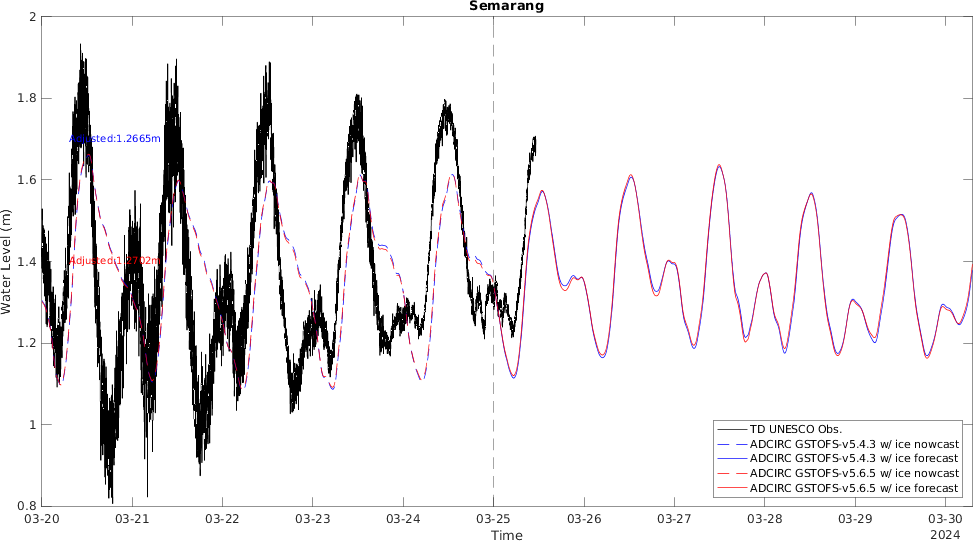 Semarang
Water Level (m)
2
1.8
1.6
1.4
1.2
1
0.8
Adjusted:1.2665m
Adjusted:1.2702m
TD UNESCO Obs.
ADCIRC GSTOFS-v5.4.3 w/ ice nowcast
ADCIRC GSTOFS-v5.4.3 w/ ice forecast
ADCIRC GSTOFS-v5.6.5 w/ ice nowcast
ADCIRC GSTOFS-v5.6.5 w/ ice forecast
03-20 03-21 03-22 03-23 03-24 03-25 03-26 03-27 03-28 03-29 03-30
Time
2024